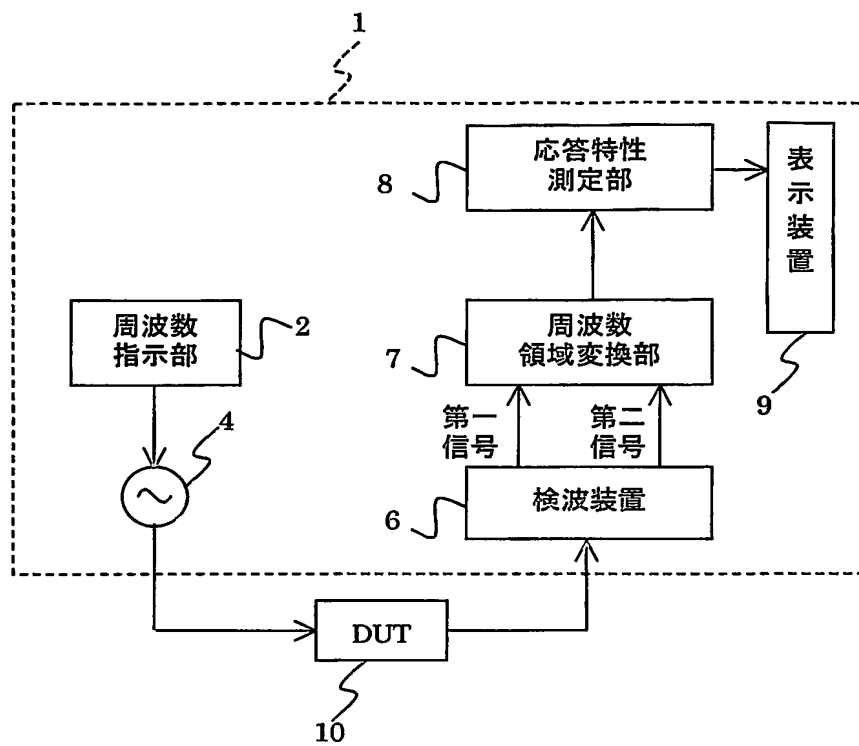 1
応答特性
測定部
8
表示装置
周波数
指示部
2
周波数
領域変換部
7
9
第一
信号
第二
信号
4
検波装置
6
DUT
10